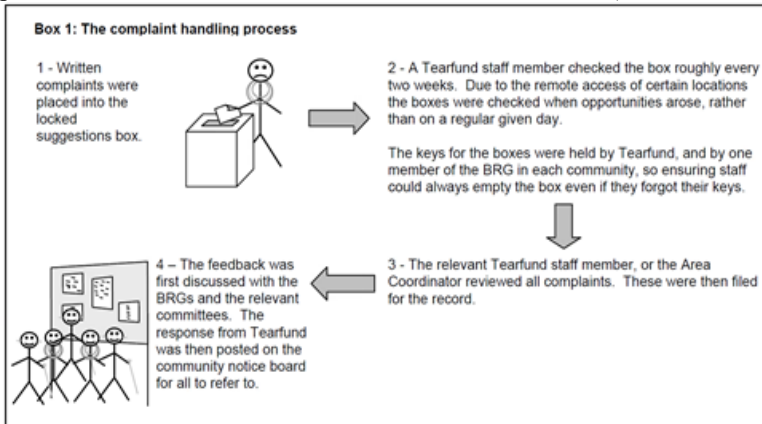 Box 1: The complaint handling process
1 - Written
complaints were
placed into the
locked
suggestions box.
2 - A Tearfund staff member checked the box roughly every
two weeks. Due to the remote access of certain locations
the boxes were checked when opportunities arose, rather
than on a regular given day.
The keys for the boxes were held by Tearfund, and by one
member of the BRG in each community, so ensuring staff
could always empty the box even if they forgot their keys.
3 - The relevant Tearfund staff member, or the Area
Coordinator reviewed all complaints. These were then filed
for the record.
4 – The feedback was
first discussed with the
BRGs and the relevant
committees. The
response from Tearfund
was then posted on the
community notice board
for all to refer to.